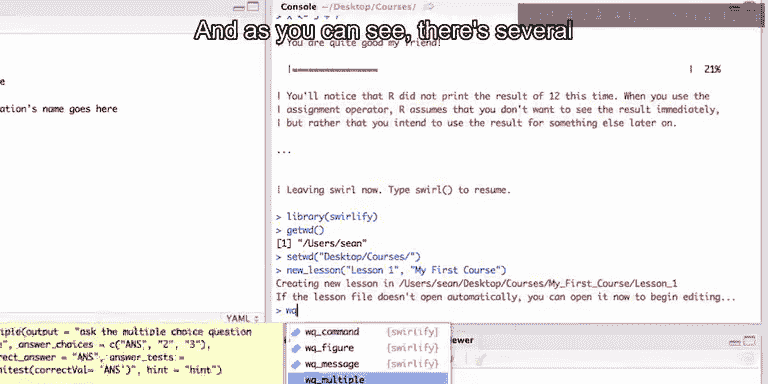 Console ~/Desktop/Courses/
And as you can see, there's several
| You are quite good my friend!
| 21%
| You'll notice that R did not print the result of 12 this time. When you use the
| assignment operator, R assumes that you don't want to see the result immediately,
| but rather that you intend to use the result for something else later on.
...
| Leaving swirl now. Type swirl() to resume.
> library(swirlify)
> getwd()
[1] "/Users/sean"
> setwd("Desktop/Courses/")
> new_lesson("Lesson 1", "My First Course")
Creating new lesson in /Users/sean/Desktop/Courses/My_First_Course/Lesson_1
If the lesson file doesn't open automatically, you can open it now to begin editing...
> wq
wq_command {swirlify}
wq_figure {swirlify}
wq_message {swirlify}
wq_multiple
e
ation's name goes here
YAML
iple(output = "ask the multiple choice question
e", answer_choices = c("ANS", "2", "3"),
rect_answer = "ANS", answer_tests =
nitest(correctVal= 'ANS')", hint = "hint")
ewer